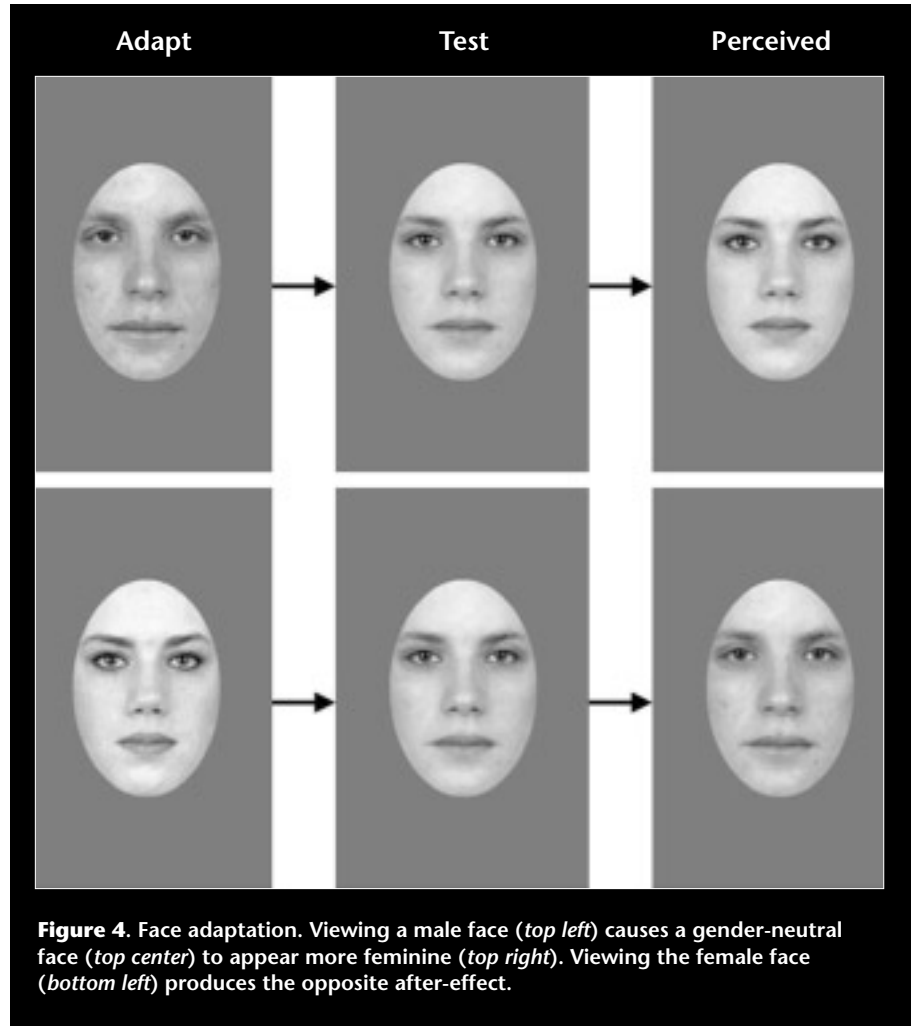 Adapt Test Perceived
Figure 4. Face adaptation. Viewing a male face (top left) causes a gender-neutral
face (top center) to appear more feminine (top right). Viewing the female face
(bottom left) produces the opposite after-effect.